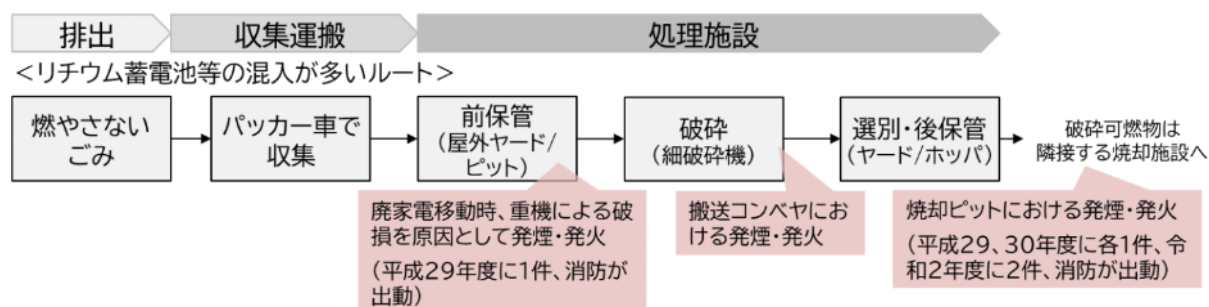 排出
収集運搬
処理施設
＜リチウム蓄電池等の混入が多いルート＞
燃やさない
ごみ
パッカー車で
収集
前保管
(屋外ヤード/
ピット)
破砕
(細破砕機)
選別・後保管
(ヤード/ホッパ)
破砕可燃物は
隣接する焼却施設へ
廃家電移動時、重機による破
損を原因として発煙・発火
(平成29年度に1件、消防が
出動)
搬送コンベヤにお
ける発煙・発火
焼却ピットにおける発煙・発火
(平成29、30年度に各1件、令
和2年度に2件、消防が出動)